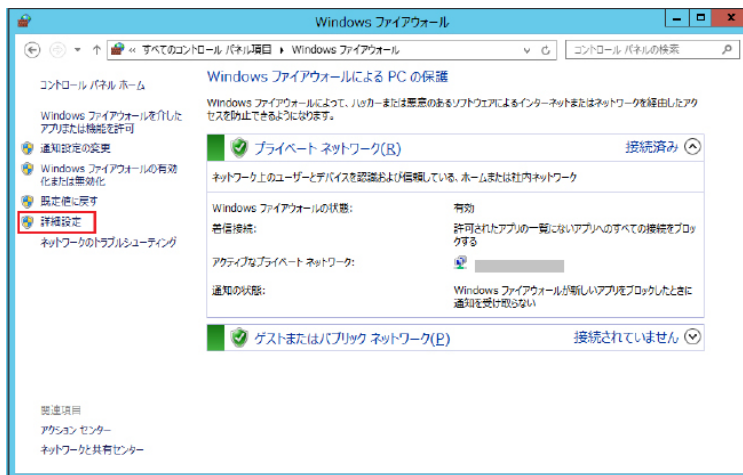 Windows ファイアウォール
« すべてのコントロール パネル項目 ▸ Windows ファイアウォール
コントロール パネルの検索
コントロール パネル ホーム
Windows ファイアウォールを介した
アプリまたは機能を許可
通知設定の変更
Windows ファイアウォールの有効
化または無効化
既定値に戻す
詳細設定
ネットワークのトラブルシューティング
Windows ファイアウォールによる PC の保護
Windows ファイアウォールによって、ハッカーまたは悪意のあるソフトウェアによるインターネットまたはネットワークを経由したアク
セスを防止できるようになります。
プライベート ネットワーク(R) 接続済み
ネットワーク上のユーザーとデバイスを認識および信頼している、ホームまたは社内ネットワーク
Windows ファイアウォールの状態: 有効
着信接続: 許可されたアプリの一覧にないアプリへのすべての接続をブロッ
クする
アクティブなプライベート ネットワーク:
通知の状態: Windows ファイアウォールが新しいアプリをブロックしたときに
通知を受け取らない
ゲストまたはパブリック ネットワーク(P) 接続されていません
関連項目
アクション センター
ネットワークと共有センター